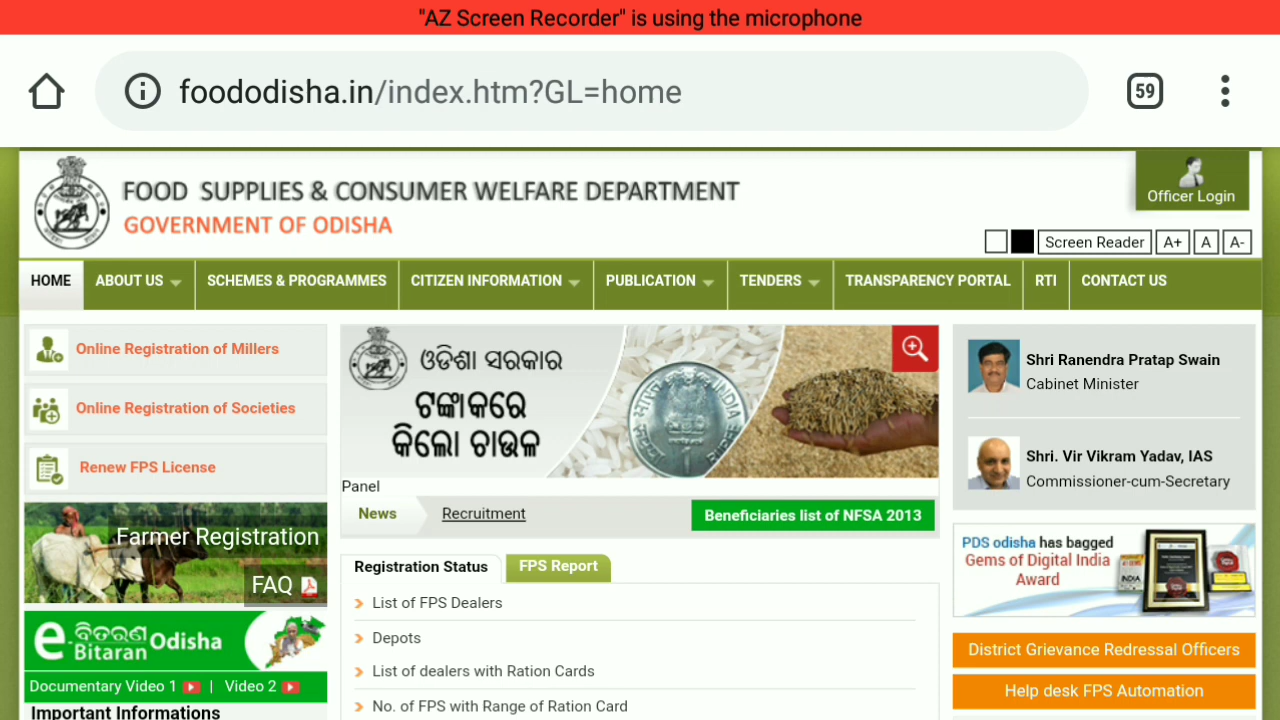 "AZ Screen Recorder" is using the microphone
foododisha.in/index.htm?GL=home
59
FOOD SUPPLIES & CONSUMER WELFARE DEPARTMENT
GOVERNMENT OF ODISHA
Officer Login
Screen Reader A+ A A-
HOME ABOUT US SCHEMES & PROGRAMMES CITIZEN INFORMATION PUBLICATION TENDERS TRANSPARENCY PORTAL RTI CONTACT US
Online Registration of Millers
Online Registration of Societies
Renew FPS License
Farmer Registration
FAQ
e-ବିତରଣ
Bitaran Odisha
Documentary Video 1 | Video 2
Important Informations
ଓଡିଶା ସରକାର
ଟଙ୍କାକରେ
କିଲୋ ଚାଉଳ
Panel
News Recruitment Beneficiaries list of NFSA 2013
Registration Status FPS Report
List of FPS Dealers
Depots
List of dealers with Ration Cards
No. of FPS with Range of Ration Card
Shri Ranendra Pratap Swain
Cabinet Minister
Shri. Vir Vikram Yadav, IAS
Commissioner-cum-Secretary
PDS odisha has bagged
Gems of Digital India
Award
District Grievance Redressal Officers
Help desk FPS Automation